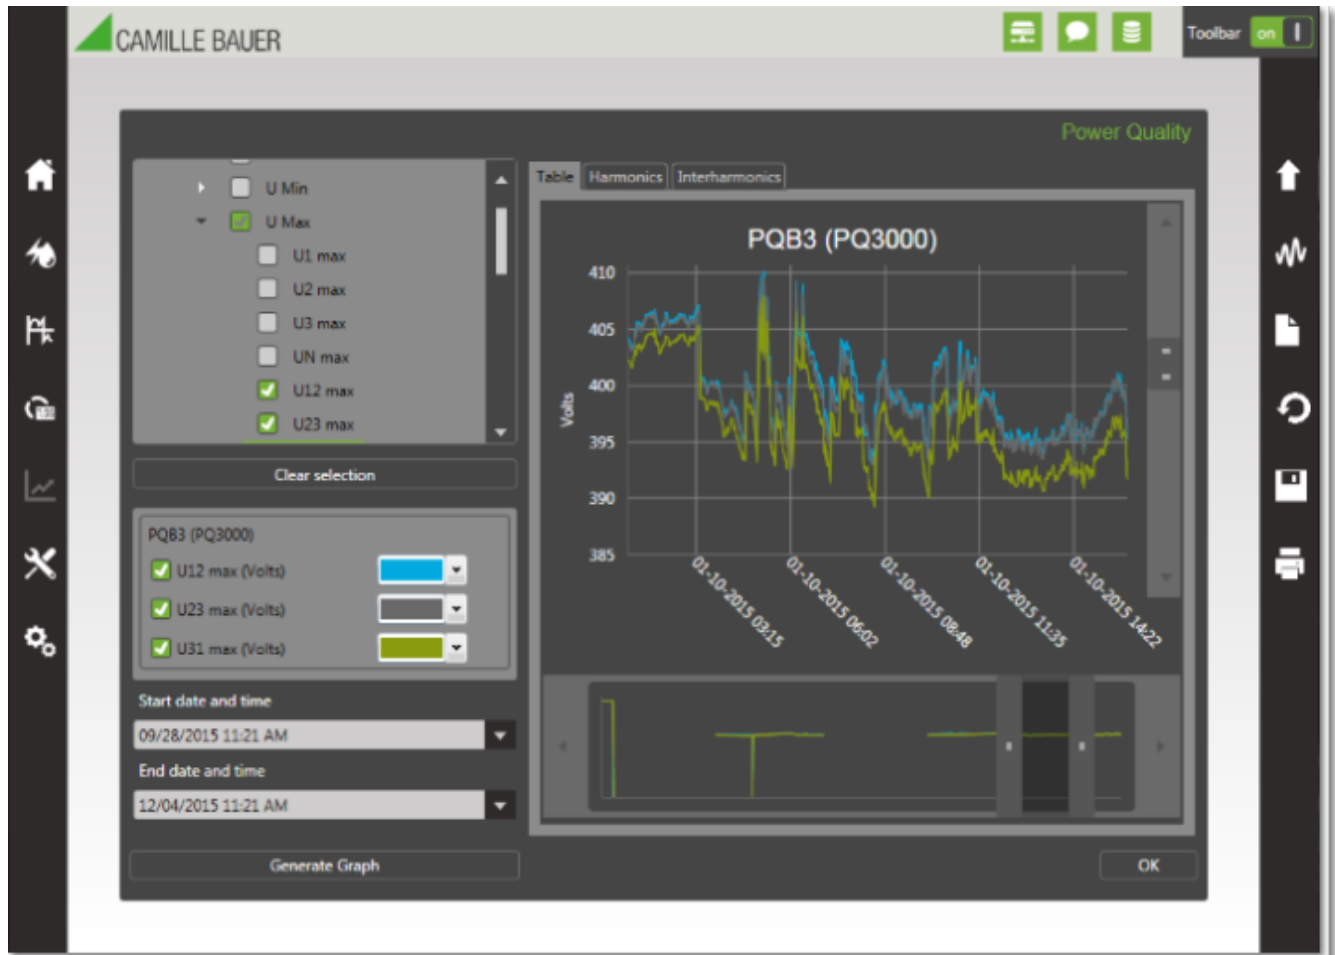 CAMILLE BAUER
Toolbar on
Power Quality
U Min
U Max
U1 max
U2 max
U3 max
UN max
U12 max
U23 max
Clear selection
PQB3 (PQ3000)
U12 max (Volts)
U23 max (Volts)
U31 max (Volts)
Start date and time
09/28/2015 11:21 AM
End date and time
12/04/2015 11:21 AM
Generate Graph
Table Harmonics Interharmonics
PQB3 (PQ3000)
Volts
410
405
400
395
390
385
01-10-2015 03:15
01-10-2015 06:02
01-10-2015 08:48
01-10-2015 11:35
01-10-2015 14:22
OK